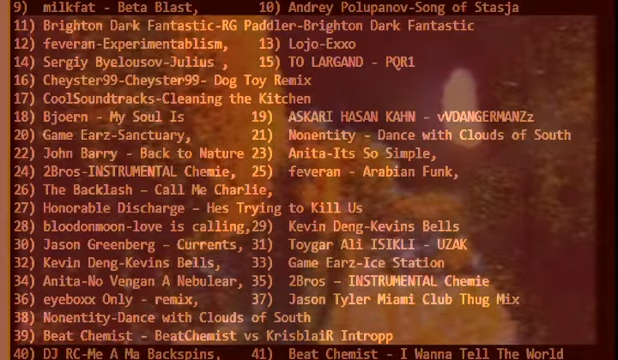 9) milkfat - Beta Blast, 10) Andrey Polupanov-Song of Stasja
11) Brighton Dark Fantastic-RG Paddler-Brighton Dark Fantastic
12) feveran-Experimentablism, 13) Lojo-Exxo
14) Sergiy Byelousov-Julius , 15) TO LARGAND - PQR1
16) Cheyster99-Cheyster99- Dog Toy Remix
17) CoolSoundtracks-Cleaning the Kitchen
18) Bjoern - My Soul Is 19) ASKARI HASAN KAHN - vVDANGERMANZz
20) Game Earz-Sanctuary, 21) Nonentity - Dance with Clouds of South
22) John Barry - Back to Nature 23) Anita-Its So Simple,
24) 2Bros-INSTRUMENTAL Chemie, 25) feveran - Arabian Funk,
26) The Backlash - Call Me Charlie,
27) Honorable Discharge - Hes Trying to Kill Us
28) bloodonmoon-love is calling,29) Kevin Deng-Kevins Bells
30) Jason Greenberg - Currents, 31) Toygar Ali ISIKLI - UZAK
32) Kevin Deng-Kevins Bells, 33) Game Earz-Ice Station
34) Anita-No Vengan A Nebulear, 35) 2Bros - INSTRUMENTAL Chemie
36) eyeboxx Only - remix, 37) Jason Tyler Miami Club Thug Mix
38) Nonentity-Dance with Clouds of South
39) Beat Chemist - BeatChemist vs KrisblaiR Intropp
40) DJ RC-Me A Ma Backspins, 41) Beat Chemist - I Wanna Tell The World